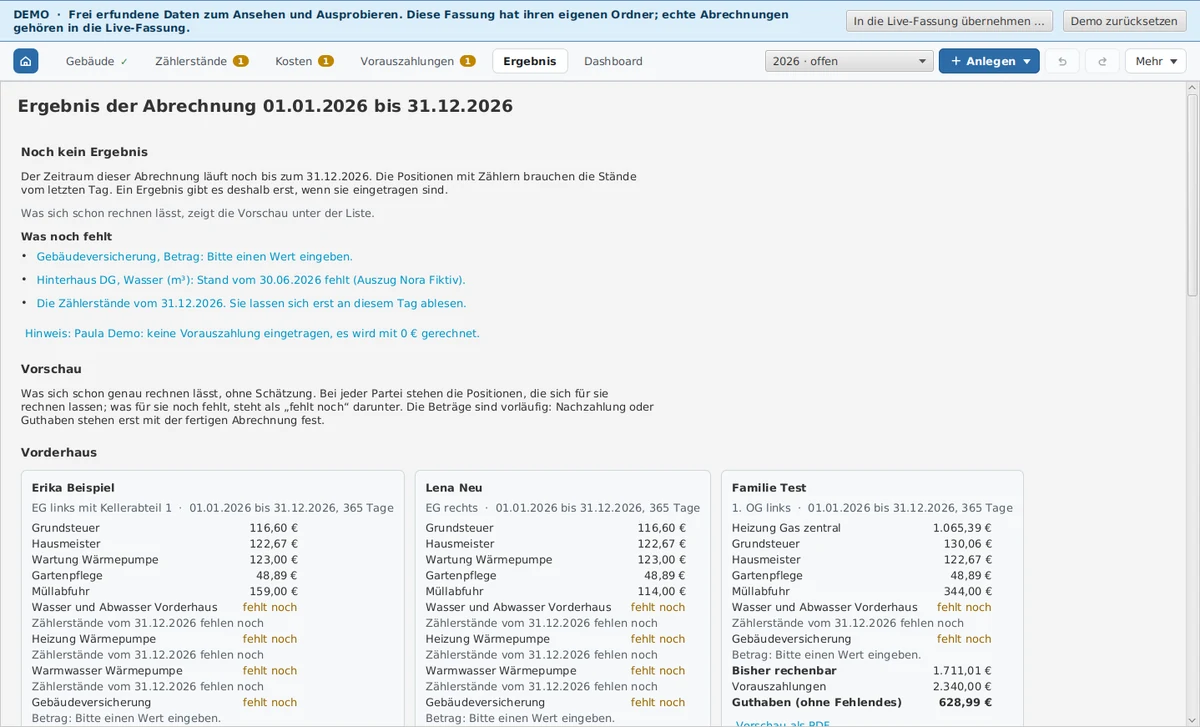 DEMO · Frei erfundene Daten zum Ansehen und Ausprobieren. Diese Fassung hat ihren eigenen Ordner; echte Abrechnungen
gehören in die Live-Fassung.
In die Live-Fassung übernehmen ...
Demo zurücksetzen
Gebäude ✓
Zählerstände 1
Kosten 1
Vorauszahlungen 1
Ergebnis
Dashboard
2026 · offen
+ Anlegen
Mehr
Ergebnis der Abrechnung 01.01.2026 bis 31.12.2026
Noch kein Ergebnis
Der Zeitraum dieser Abrechnung läuft noch bis zum 31.12.2026. Die Positionen mit Zählern brauchen die Stände
vom letzten Tag. Ein Ergebnis gibt es deshalb erst, wenn sie eingetragen sind.
Was sich schon rechnen lässt, zeigt die Vorschau unter der Liste.
Was noch fehlt
• Gebäudeversicherung, Betrag: Bitte einen Wert eingeben.
• Hinterhaus DG, Wasser (m³): Stand vom 30.06.2026 fehlt (Auszug Nora Fiktiv).
• Die Zählerstände vom 31.12.2026. Sie lassen sich erst an diesem Tag ablesen.
Hinweis: Paula Demo: keine Vorauszahlung eingetragen, es wird mit 0 € gerechnet.
Vorschau
Was sich schon genau rechnen lässt, ohne Schätzung. Bei jeder Partei stehen die Positionen, die sich für sie
rechnen lassen; was für sie noch fehlt, steht als „fehlt noch“ darunter. Die Beträge sind vorläufig: Nachzahlung oder
Guthaben stehen erst mit der fertigen Abrechnung fest.
Vorderhaus
Erika Beispiel
EG links mit Kellerabteil 1 · 01.01.2026 bis 31.12.2026, 365 Tage
Grundsteuer 116,60 €
Hausmeister 122,67 €
Wartung Wärmepumpe 123,00 €
Gartenpflege 48,89 €
Müllabfuhr 159,00 €
Wasser und Abwasser Vorderhaus fehlt noch
Zählerstände vom 31.12.2026 fehlen noch
Heizung Wärmepumpe fehlt noch
Zählerstände vom 31.12.2026 fehlen noch
Warmwasser Wärmepumpe fehlt noch
Zählerstände vom 31.12.2026 fehlen noch
Gebäudeversicherung fehlt noch
Betrag: Bitte einen Wert eingeben.
Lena Neu
EG rechts · 01.01.2026 bis 31.12.2026, 365 Tage
Grundsteuer 116,60 €
Hausmeister 122,67 €
Wartung Wärmepumpe 123,00 €
Gartenpflege 48,89 €
Müllabfuhr 114,00 €
Wasser und Abwasser Vorderhaus fehlt noch
Zählerstände vom 31.12.2026 fehlen noch
Heizung Wärmepumpe fehlt noch
Zählerstände vom 31.12.2026 fehlen noch
Warmwasser Wärmepumpe fehlt noch
Zählerstände vom 31.12.2026 fehlen noch
Gebäudeversicherung fehlt noch
Betrag: Bitte einen Wert eingeben.
Familie Test
1. OG links · 01.01.2026 bis 31.12.2026, 365 Tage
Heizung Gas zentral 1.065,39 €
Grundsteuer 130,06 €
Hausmeister 122,67 €
Gartenpflege 48,89 €
Müllabfuhr 344,00 €
Wasser und Abwasser Vorderhaus fehlt noch
Zählerstände vom 31.12.2026 fehlen noch
Gebäudeversicherung fehlt noch
Betrag: Bitte einen Wert eingeben.
Bisher rechenbar 1.711,01 €
Vorauszahlungen 2.340,00 €
Guthaben (ohne Fehlendes) 628,99 €
Vorschau als PDF